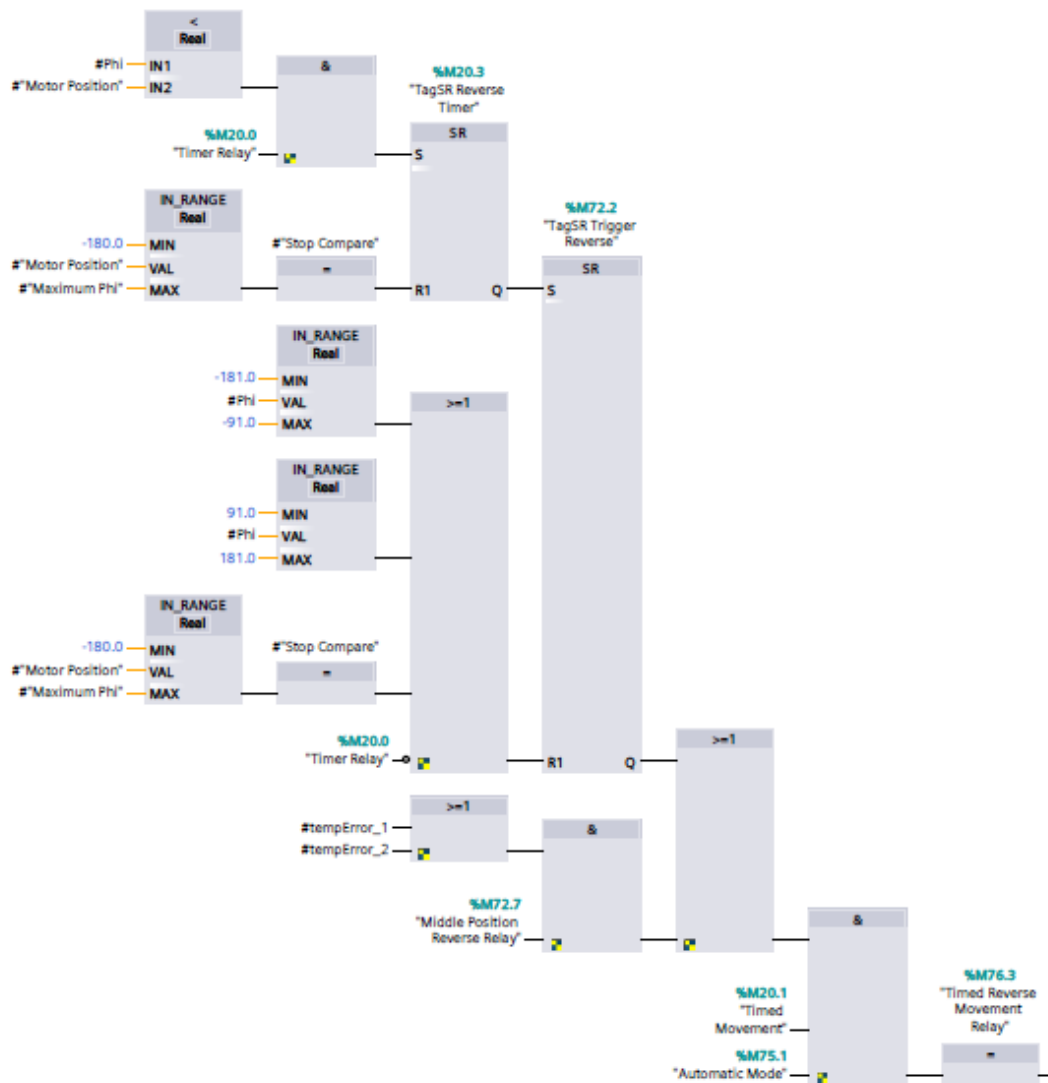 <
Real
#Phi
IN1
#"Motor Position"
IN2
&
%M20.0
"Timer Relay"
%M20.3
"TagSR Reverse
Timer"
SR
S
IN_RANGE
Real
-180.0
MIN
#"Motor Position"
VAL
#"Maximum Phi"
MAX
#"Stop Compare"
=
R1
Q
%M72.2
"TagSR Trigger
Reverse"
SR
S
IN_RANGE
Real
-181.0
MIN
#Phi
VAL
-91.0
MAX
>=1
IN_RANGE
Real
91.0
MIN
#Phi
VAL
181.0
MAX
IN_RANGE
Real
-180.0
MIN
#"Motor Position"
VAL
#"Maximum Phi"
MAX
#"Stop Compare"
=
%M20.0
"Timer Relay"
R1
Q
>=1
>=1
#tempError_1
#tempError_2
&
%M72.7
"Middle Position
Reverse Relay"
&
%M20.1
"Timed
Movement"
%M75.1
"Automatic Mode"
%M76.3
"Timed Reverse
Movement
Relay"
=